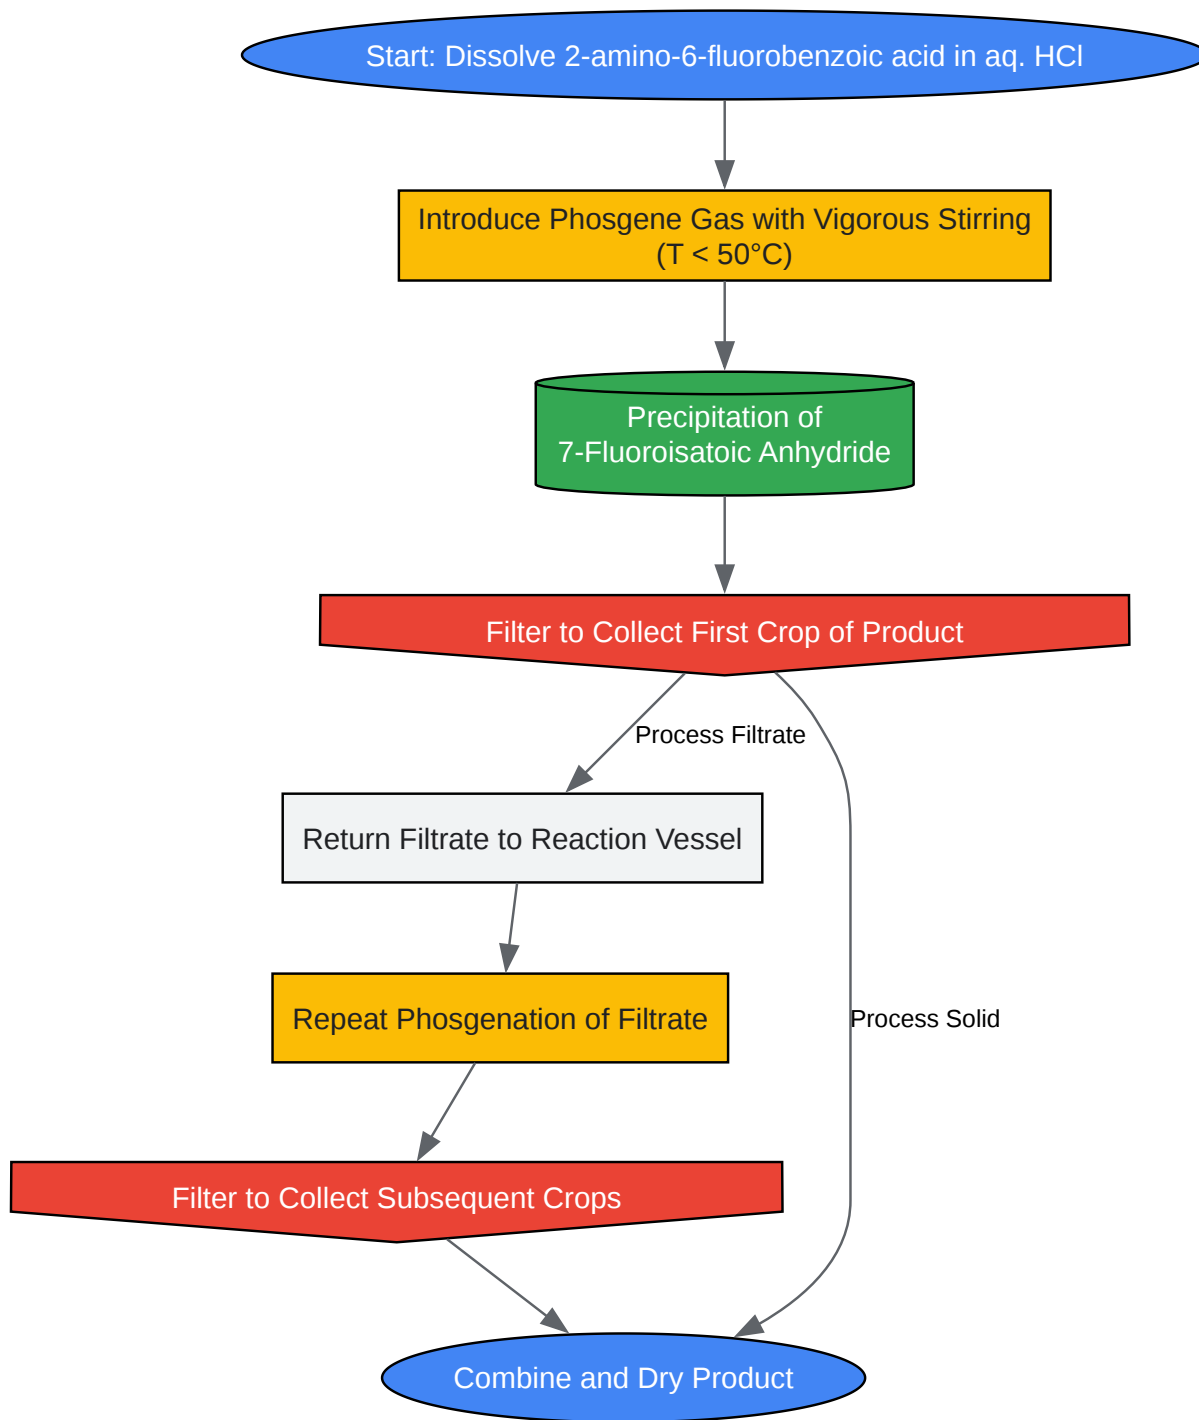 Start: Dissolve 2-amino-6-fluorobenzoic acid in aq. HCl
Introduce Phosgene Gas with Vigorous Stirring
(T < 50°C)
Precipitation of
7-Fluoroisatoic Anhydride
Filter to Collect First Crop of Product
Process Filtrate
Return Filtrate to Reaction Vessel
Repeat Phosgenation of Filtrate
Process Solid
Filter to Collect Subsequent Crops
Combine and Dry Product